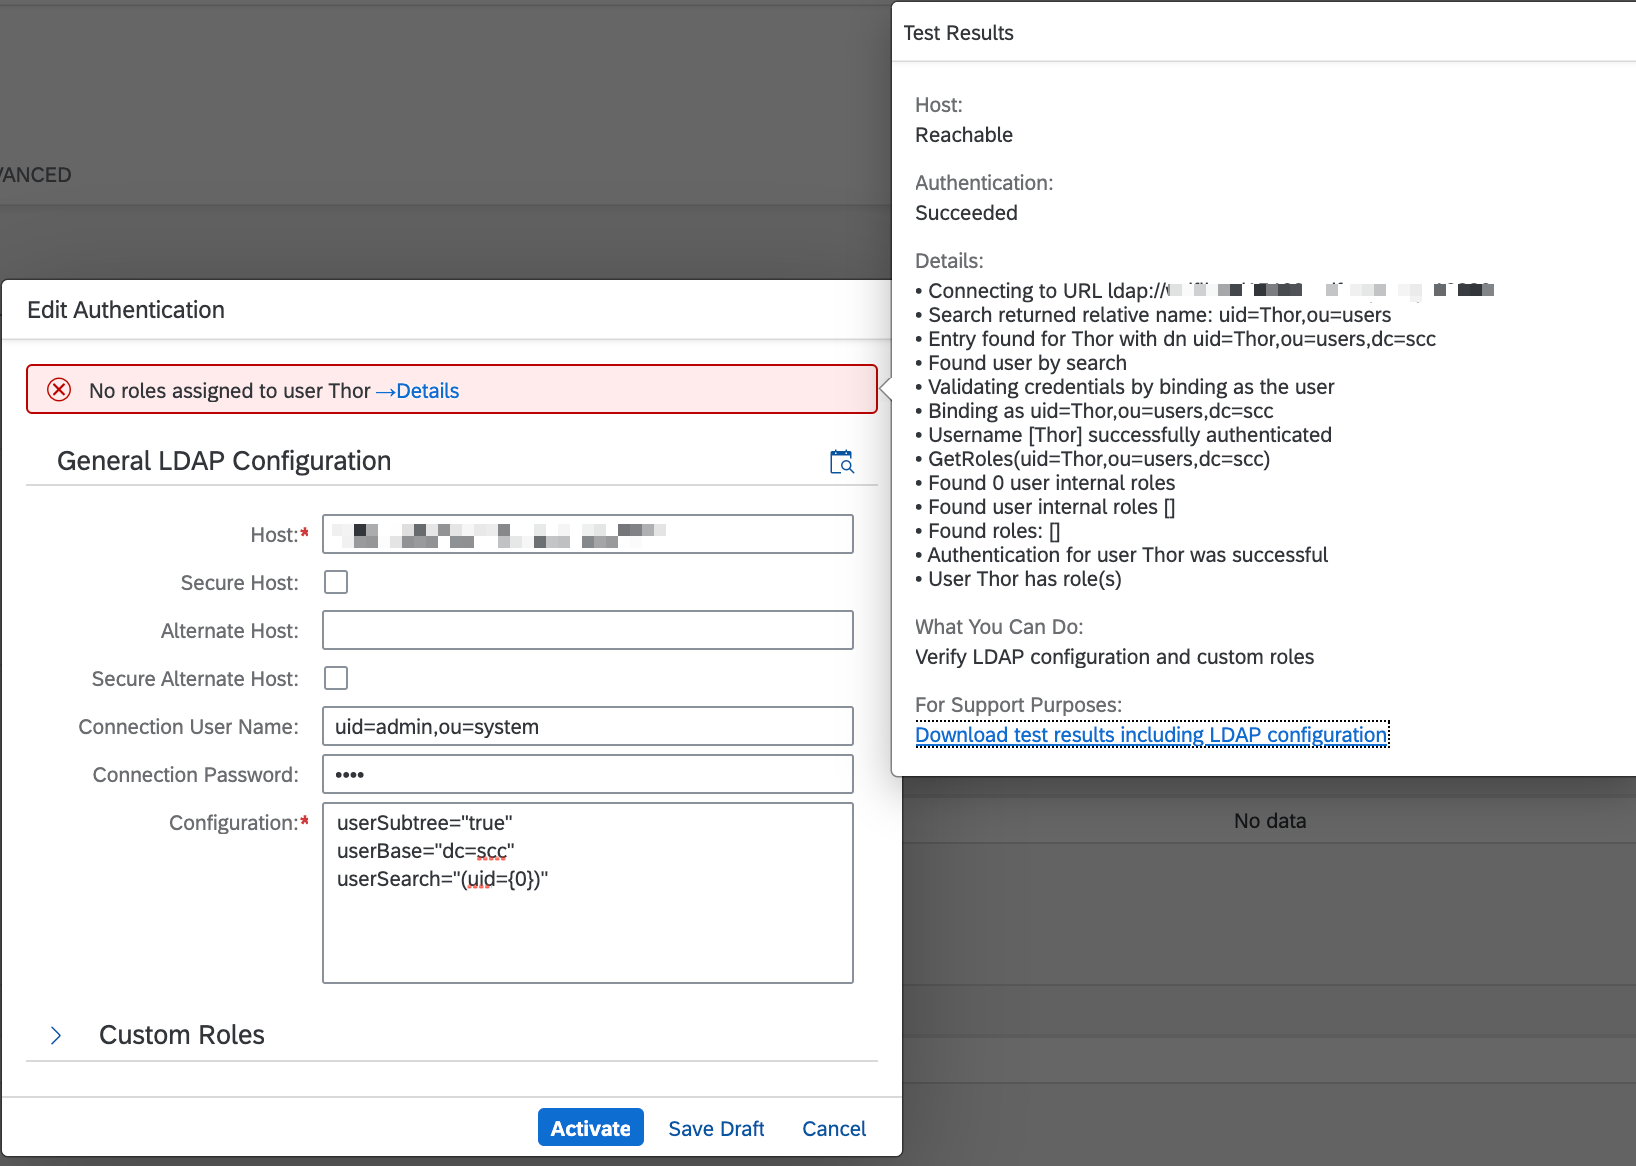 VANCED
Edit Authentication
No roles assigned to user Thor →Details
General LDAP Configuration
Host:*
Secure Host:
Alternate Host:
Secure Alternate Host:
Connection User Name: uid=admin,ou=system
Connection Password: ••••
Configuration:* userSubtree="true"
userBase="dc=scc"
userSearch="(uid={0})"
Custom Roles
Activate Save Draft Cancel
Test Results
Host:
Reachable
Authentication:
Succeeded
Details:
• Connecting to URL ldap://
• Search returned relative name: uid=Thor,ou=users
• Entry found for Thor with dn uid=Thor,ou=users,dc=scc
• Found user by search
• Validating credentials by binding as the user
• Binding as uid=Thor,ou=users,dc=scc
• Username [Thor] successfully authenticated
• GetRoles(uid=Thor,ou=users,dc=scc)
• Found 0 user internal roles
• Found user internal roles []
• Found roles: []
• Authentication for user Thor was successful
• User Thor has role(s)
What You Can Do:
Verify LDAP configuration and custom roles
For Support Purposes:
Download test results including LDAP configuration
No data